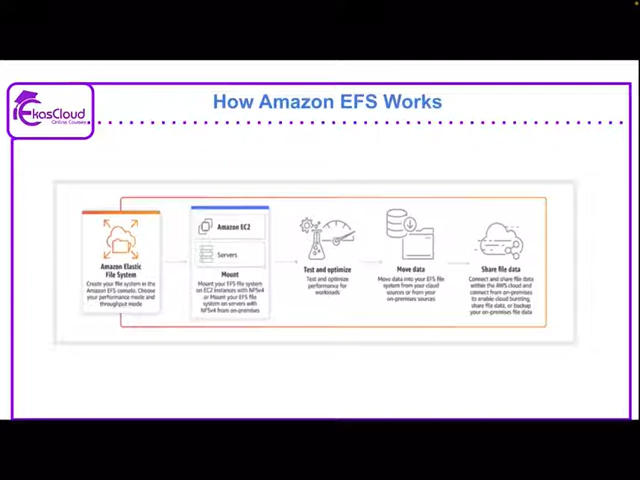 How Amazon EFS Works
EkasCloud
Online Courses
Amazon Elastic
File System
Create your file system in the
Amazon EFS console. Choose
your performance mode and
throughput mode
Amazon EC2
Servers
Mount
Mount your EFS file system
on EC2 instances with NFSv4
or Mount your EFS file
system on servers with
NFSv4 from on-premises
Test and optimize
Test and optimize
performance for
workloads
Move data
Move data into your EFS file
system from your cloud
sources or from your
on-premises sources
Share file data
Connect and share file data
within the AWS cloud and
connect from on-premises
to enable cloud bursting,
share file data, or backup
your on-premises file data